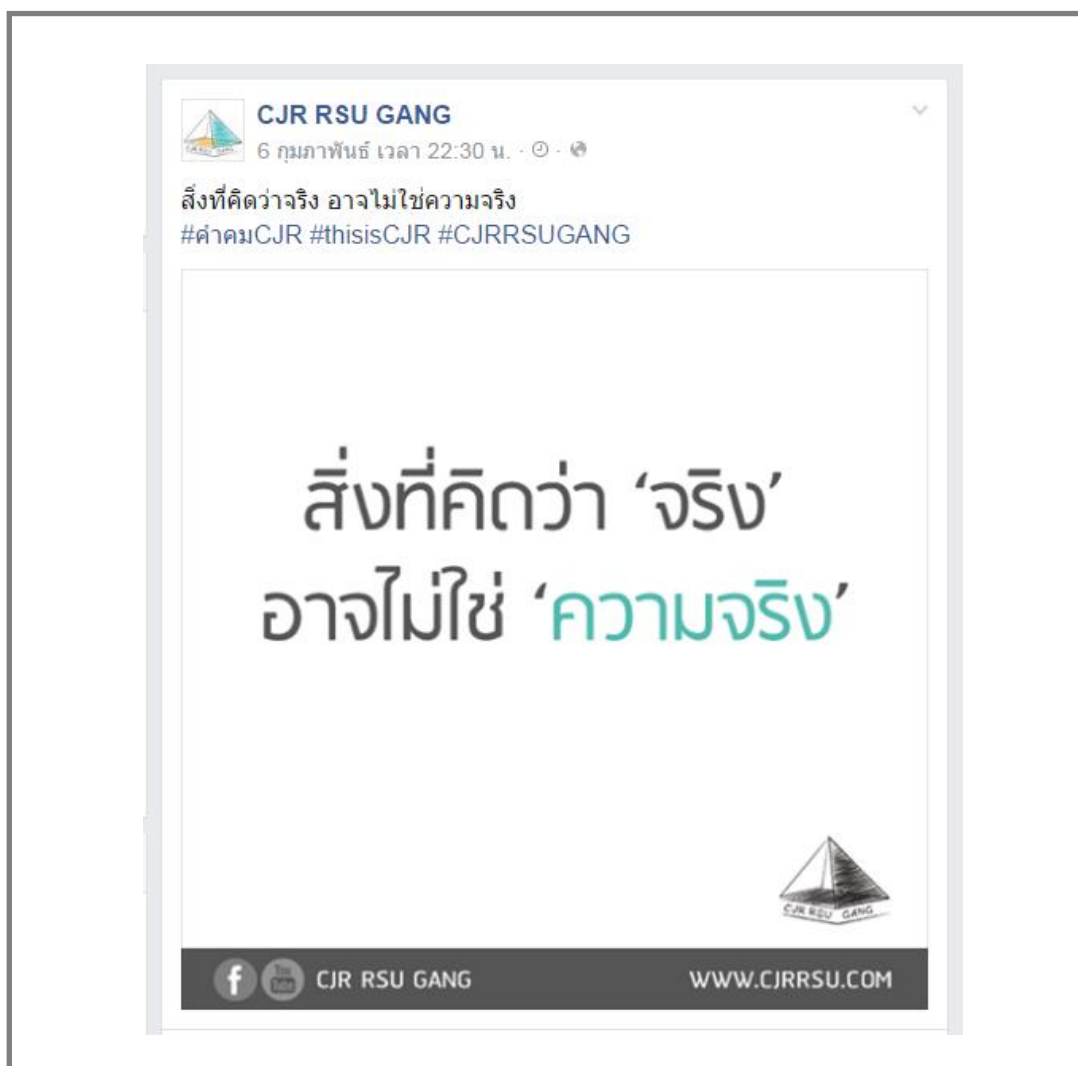 CJR RSU GANG
6 กุมภาพันธ์ เวลา 22:30 น.
สิ่งที่คิดว่าจริง อาจไม่ใช่ความจริง
#คำคมCJR #thisisCJR #CJRRSUGANG
สิ่งที่คิดว่า ‘จริง’
อาจไม่ใช่ ‘ความจริง’
CJR RSU GANG
f You Tube CJR RSU GANG WWW.CJRRSU.COM